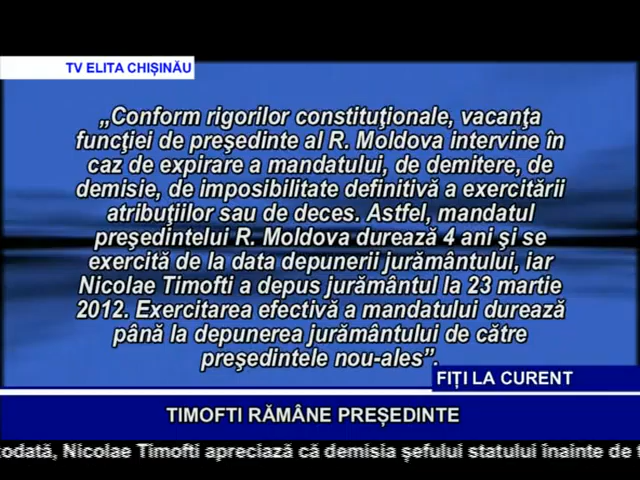 TV ELITA CHIȘINĂU
„Conform rigorilor constituţionale, vacanţa
funcţiei de preşedinte al R. Moldova intervine în
caz de expirare a mandatului, de demitere, de
demisie, de imposibilitate definitivă a exercitării
atribuţiilor sau de deces. Astfel, mandatul
preşedintelui R. Moldova durează 4 ani şi se
exercită de la data depunerii jurământului, iar
Nicolae Timofti a depus jurământul la 23 martie
2012. Exercitarea efectivă a mandatului durează
până la depunerea jurământului de către
preşedintele nou-ales”.
FIȚI LA CURENT
TIMOFTI RĂMÂNE PREȘEDINTE
odată, Nicolae Timofti apreciază că demisia șefului statului înainte de